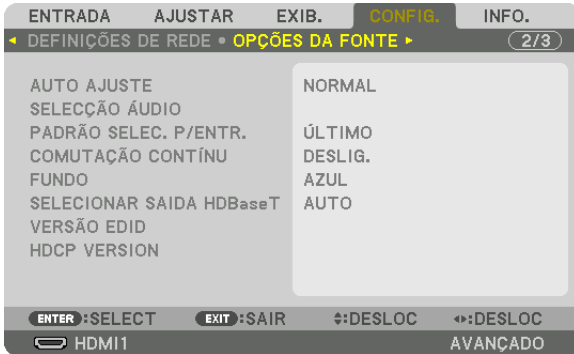 ENTRADA AJUSTAR EXIB. CONFIG. INFO.
DEFINIÇÕES DE REDE • OPÇÕES DA FONTE 2/3
AUTO AJUSTE NORMAL
SELECÇÃO ÁUDIO
PADRÃO SELEC. P/ENTR. ÚLTIMO
COMUTAÇÃO CONTÍNU DESLIG.
FUNDO AZUL
SELECIONAR SAIDA HDBaseT AUTO
VERSÃO EDID
HDCP VERSION
ENTER :SELECT EXIT :SAIR :DESLOC :DESLOC
HDMI1 AVANÇADO